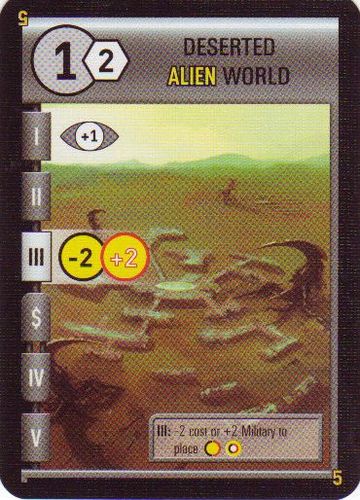 5
1 2
DESERTED
ALIEN WORLD
I
+1
II
III
-2 +2
$
IV
V
III: -2 cost or +2 Military to
place
5